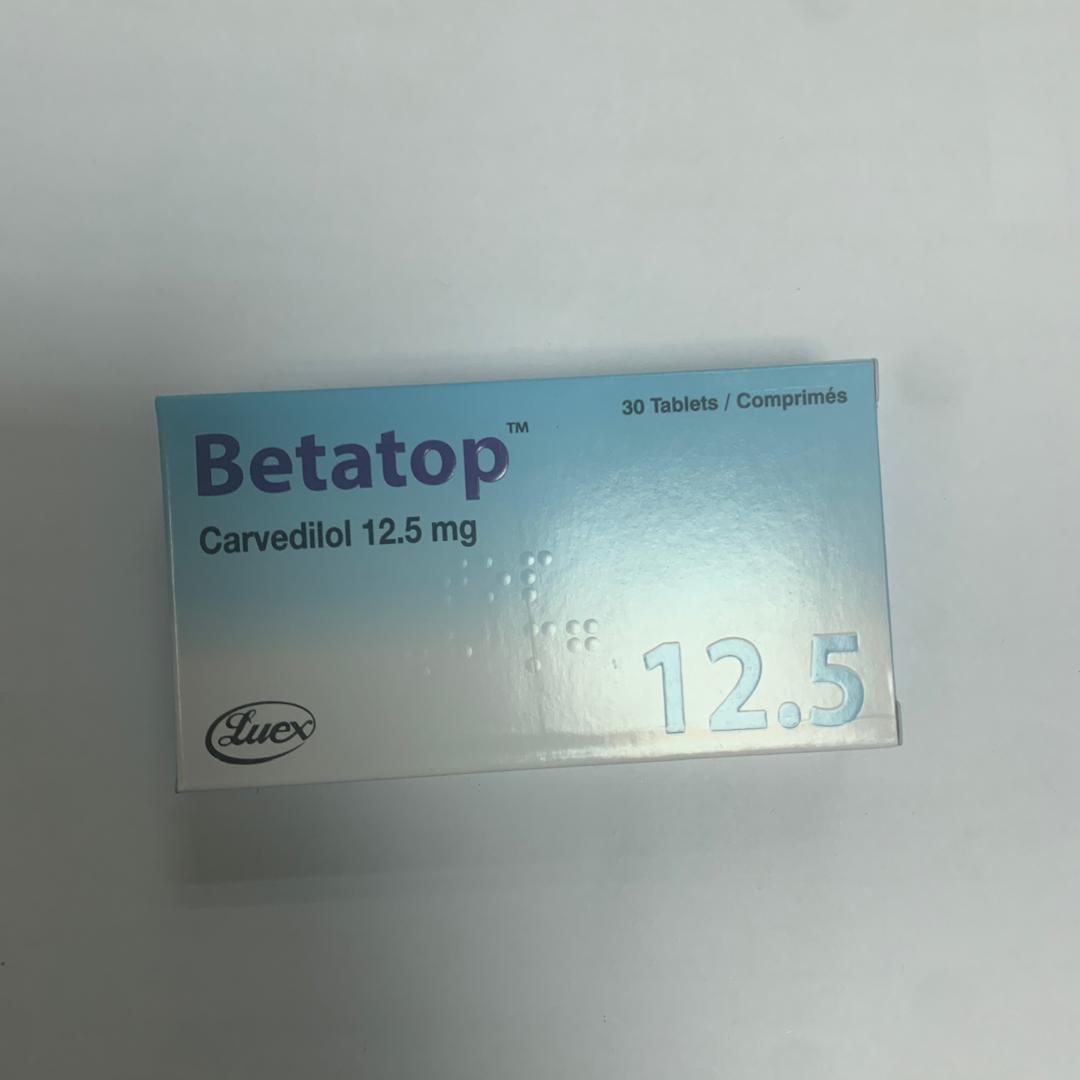 30 Tablets / Comprimés
Betatop™
Carvedilol 12.5 mg
12.5
Luex